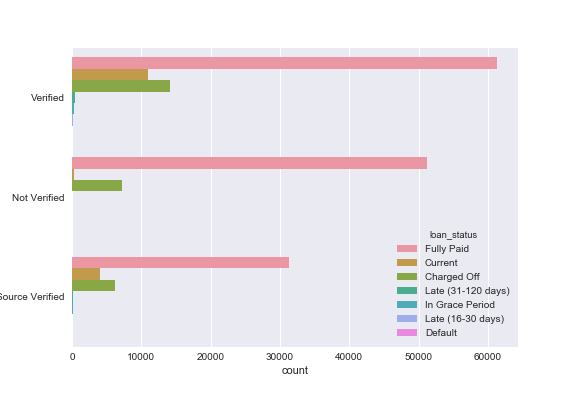 Verified
Not Verified
Source Verified
0 10000 20000 30000 40000 50000 60000
count
loan_status
Fully Paid
Current
Charged Off
Late (31-120 days)
In Grace Period
Late (16-30 days)
Default